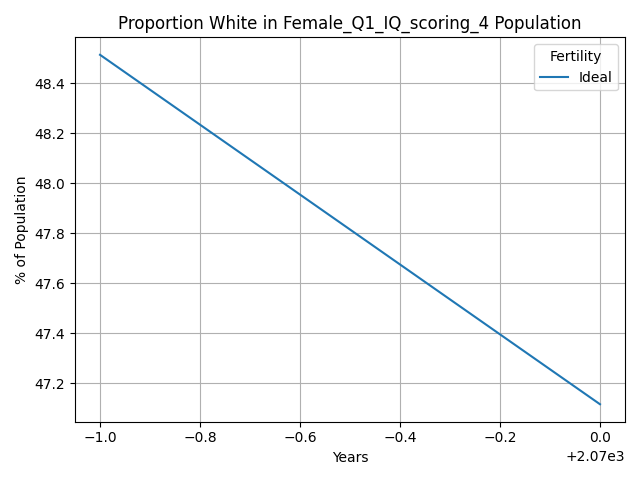 Proportion White in Female_Q1_IQ_scoring_4 Population
Fertility
Ideal
% of Population
48.4
48.2
48.0
47.8
47.6
47.4
47.2
−1.0 −0.8 −0.6 −0.4 −0.2 0.0
Years
+2.07e3